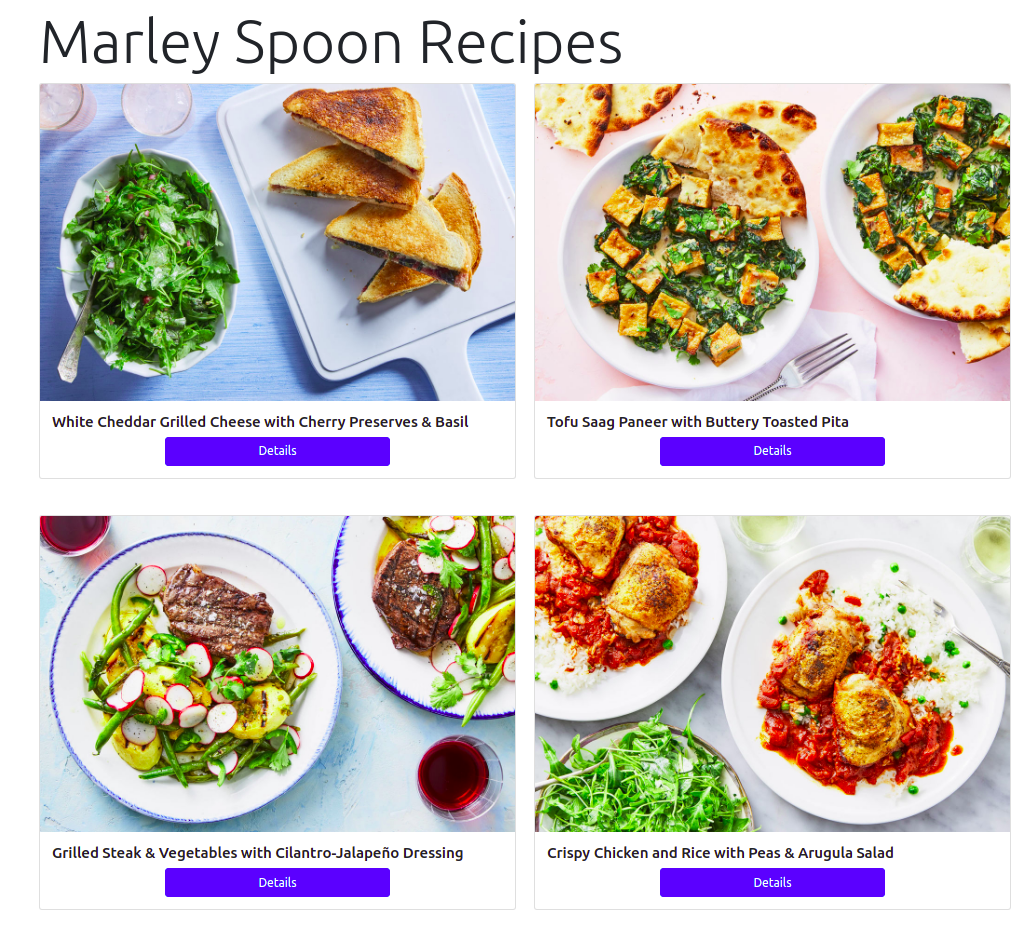 Marley Spoon Recipes
White Cheddar Grilled Cheese with Cherry Preserves & Basil
Details
Tofu Saag Paneer with Buttery Toasted Pita
Details
Grilled Steak & Vegetables with Cilantro-Jalapeño Dressing
Details
Crispy Chicken and Rice with Peas & Arugula Salad
Details